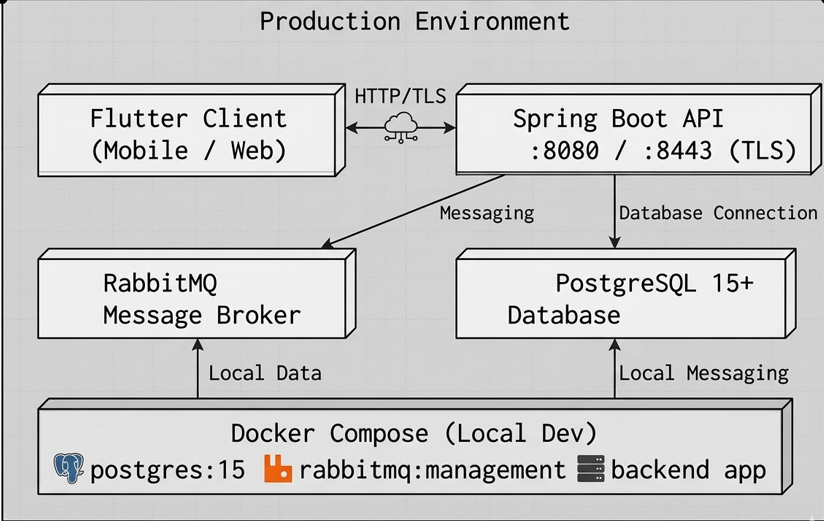 Production Environment
Flutter Client
(Mobile / Web)
HTTP/TLS
Spring Boot API
:8080 / :8443 (TLS)
Messaging
Database Connection
RabbitMQ
Message Broker
PostgreSQL 15+
Database
Local Data
Local Messaging
Docker Compose (Local Dev)
postgres:15 rabbitmq:management backend app